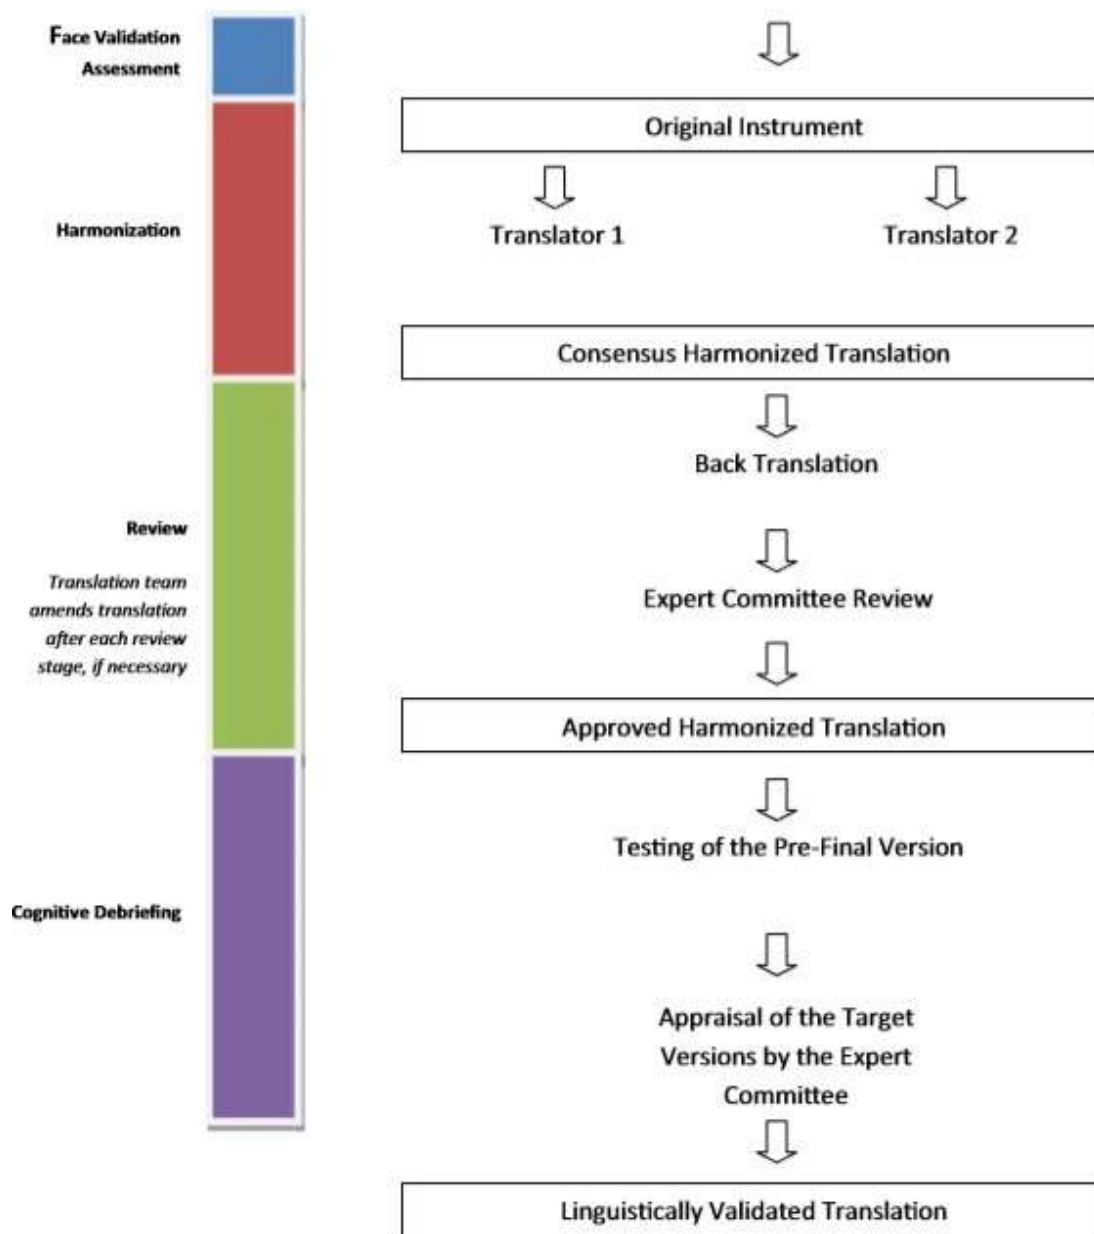 Face Validation
Assessment
Original Instrument
Translator 1
Translator 2
Harmonization
Consensus Harmonized Translation
Back Translation
Review
Translation team
amends translation
after each review
stage, if necessary
Expert Committee Review
Approved Harmonized Translation
Testing of the Pre-Final Version
Cognitive Debriefing
Appraisal of the Target
Versions by the Expert
Committee
Linguistically Validated Translation